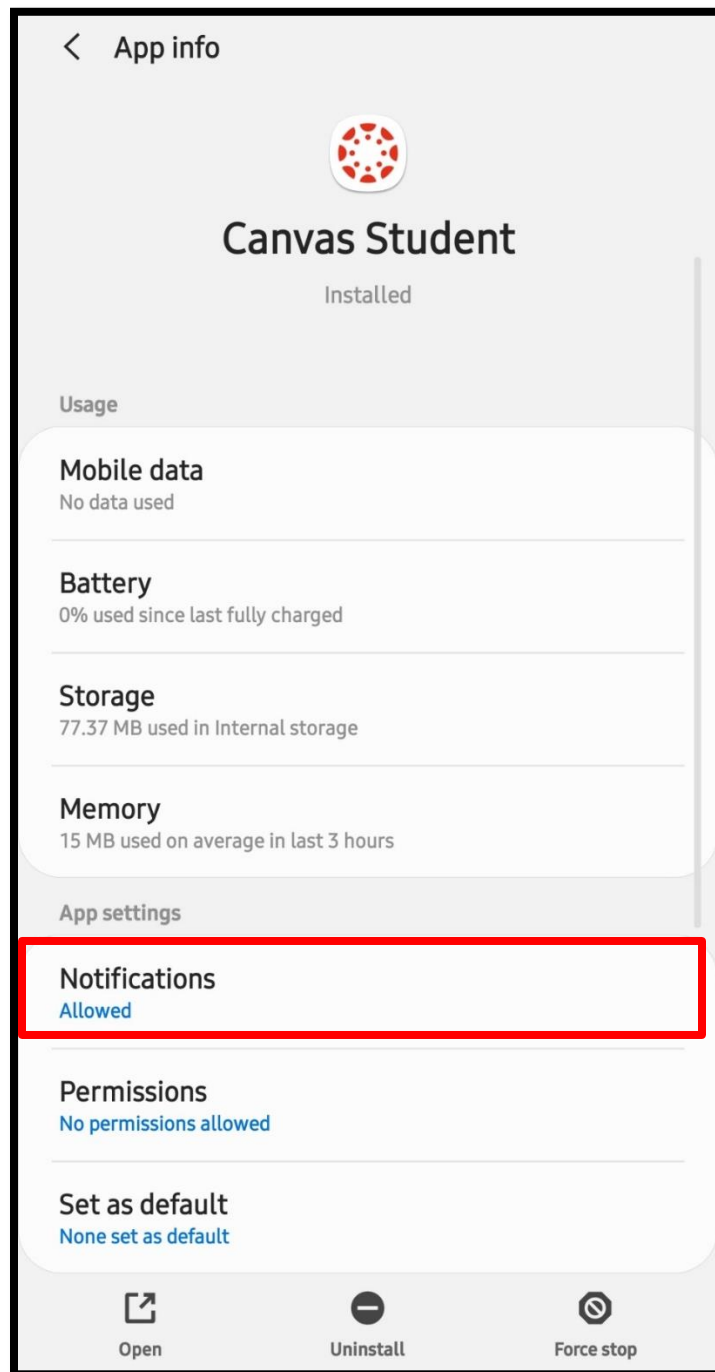 App info
Canvas Student
Installed
Usage
Mobile data
No data used
Battery
0% used since last fully charged
Storage
77.37 MB used in Internal storage
Memory
15 MB used on average in last 3 hours
App settings
Notifications
Allowed
Permissions
No permissions allowed
Set as default
None set as default
Open Uninstall Force stop